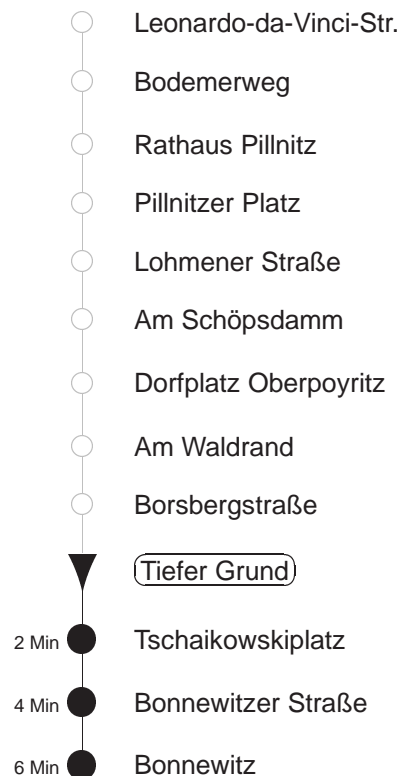 Leonardo-da-Vinci-Str.
Bodemerweg
Rathaus Pillnitz
Pillnitzer Platz
Lohmener Straße
Am Schöpsdamm
Dorfplatz Oberpoyritz
Am Waldrand
Borsbergstraße
Tiefer Grund
2 Min Tschaikowskiplatz
4 Min Bonnewitzer Straße
6 Min Bonnewitz